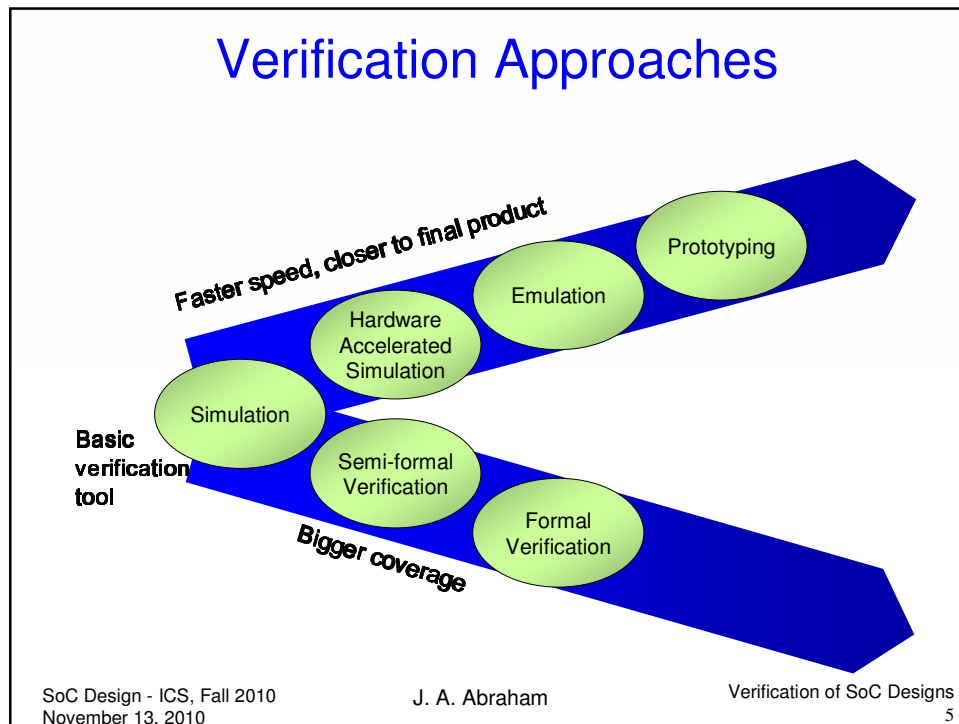 Verification Approaches
Faster speed, closer to final product
Prototyping
Emulation
Hardware
Accelerated
Simulation
Simulation
Basic
verification
tool
Semi-formal
Verification
Formal
Verification
Bigger coverage
SoC Design - ICS, Fall 2010
November 13, 2010
J. A. Abraham
Verification of SoC Designs
5